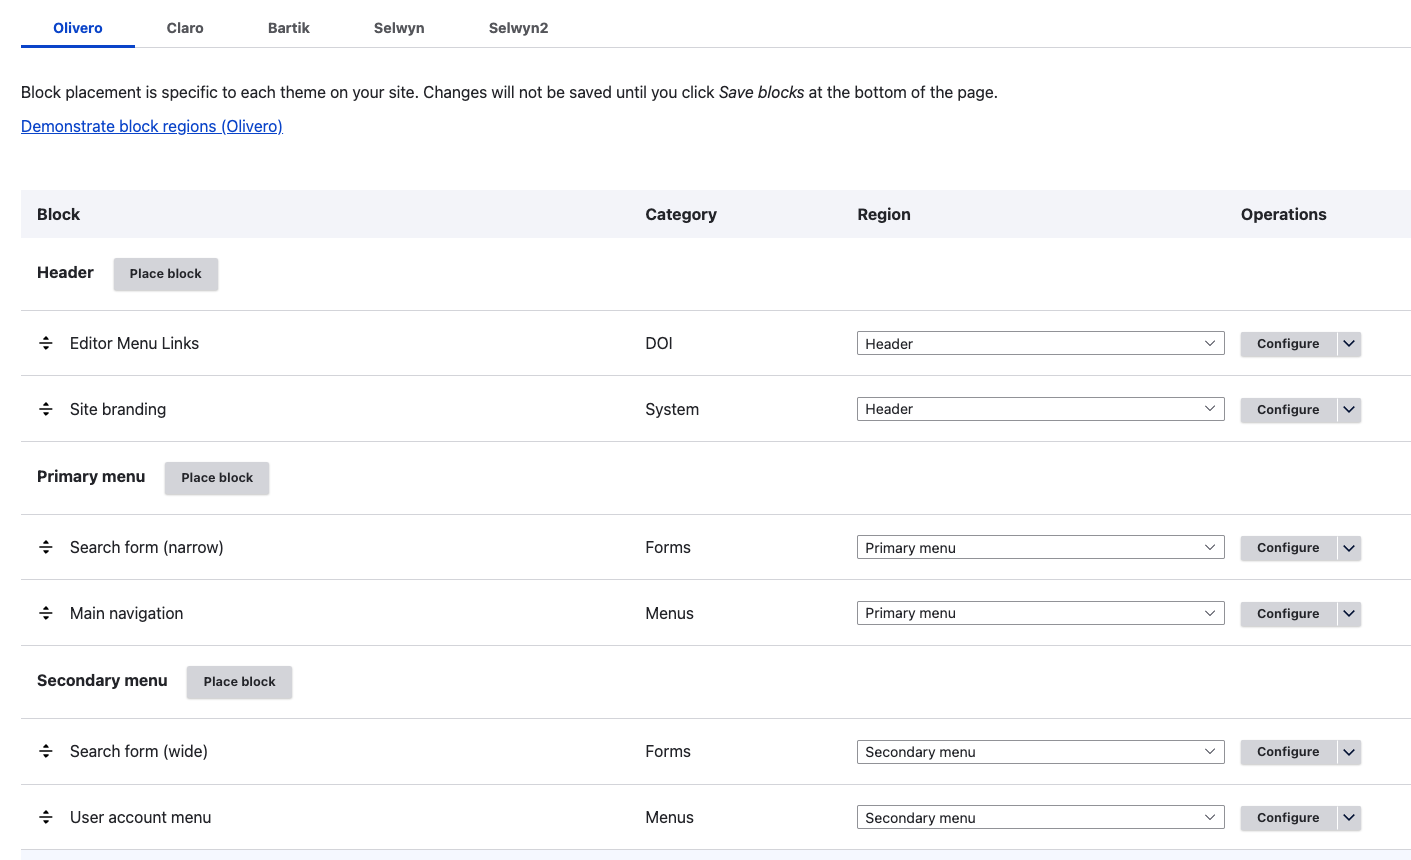 Olivero Claro Bartik Selwyn Selwyn2
Block placement is specific to each theme on your site. Changes will not be saved until you click Save blocks at the bottom of the page.
Demonstrate block regions (Olivero)
Block Category Region Operations
Header Place block
Editor Menu Links DOI Header Configure
Site branding System Header Configure
Primary menu Place block
Search form (narrow) Forms Primary menu Configure
Main navigation Menus Primary menu Configure
Secondary menu Place block
Search form (wide) Forms Secondary menu Configure
User account menu Menus Secondary menu Configure